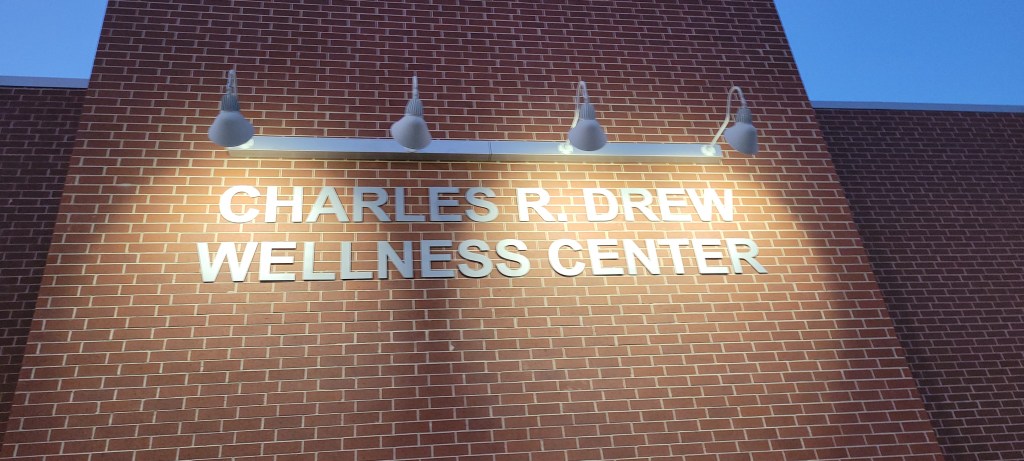 CHARLES R. DREW
WELLNESS CENTER